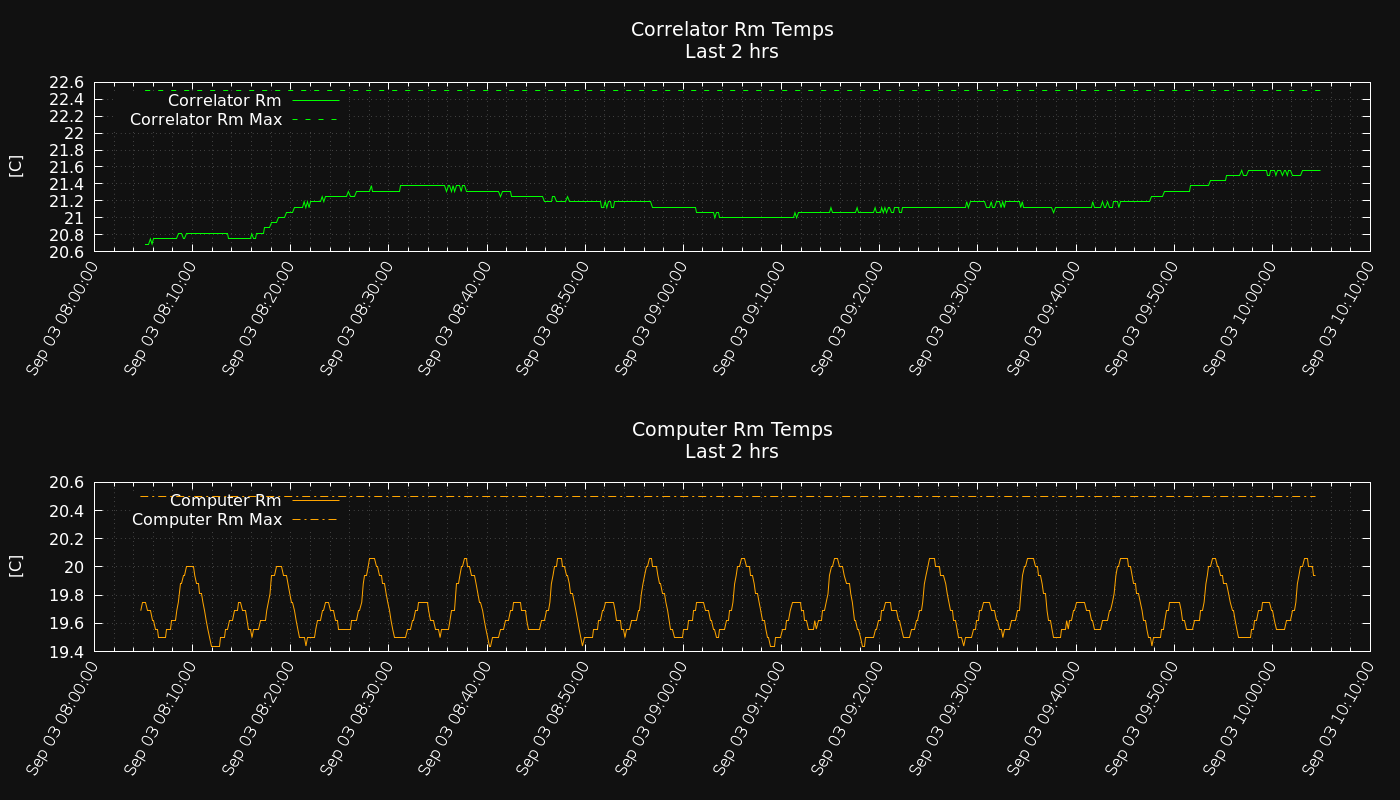 Correlator Rm Temps
Last 2 hrs
[C]
22.6
22.4
22.2
22
21.8
21.6
21.4
21.2
21
20.8
20.6
Correlator Rm
Correlator Rm Max
Sep 03 08:00:00
Sep 03 08:10:00
Sep 03 08:20:00
Sep 03 08:30:00
Sep 03 08:40:00
Sep 03 08:50:00
Sep 03 09:00:00
Sep 03 09:10:00
Sep 03 09:20:00
Sep 03 09:30:00
Sep 03 09:40:00
Sep 03 09:50:00
Sep 03 10:00:00
Sep 03 10:10:00
Computer Rm Temps
Last 2 hrs
[C]
20.6
20.4
20.2
20
19.8
19.6
19.4
Computer Rm
Computer Rm Max
Sep 03 08:00:00
Sep 03 08:10:00
Sep 03 08:20:00
Sep 03 08:30:00
Sep 03 08:40:00
Sep 03 08:50:00
Sep 03 09:00:00
Sep 03 09:10:00
Sep 03 09:20:00
Sep 03 09:30:00
Sep 03 09:40:00
Sep 03 09:50:00
Sep 03 10:00:00
Sep 03 10:10:00